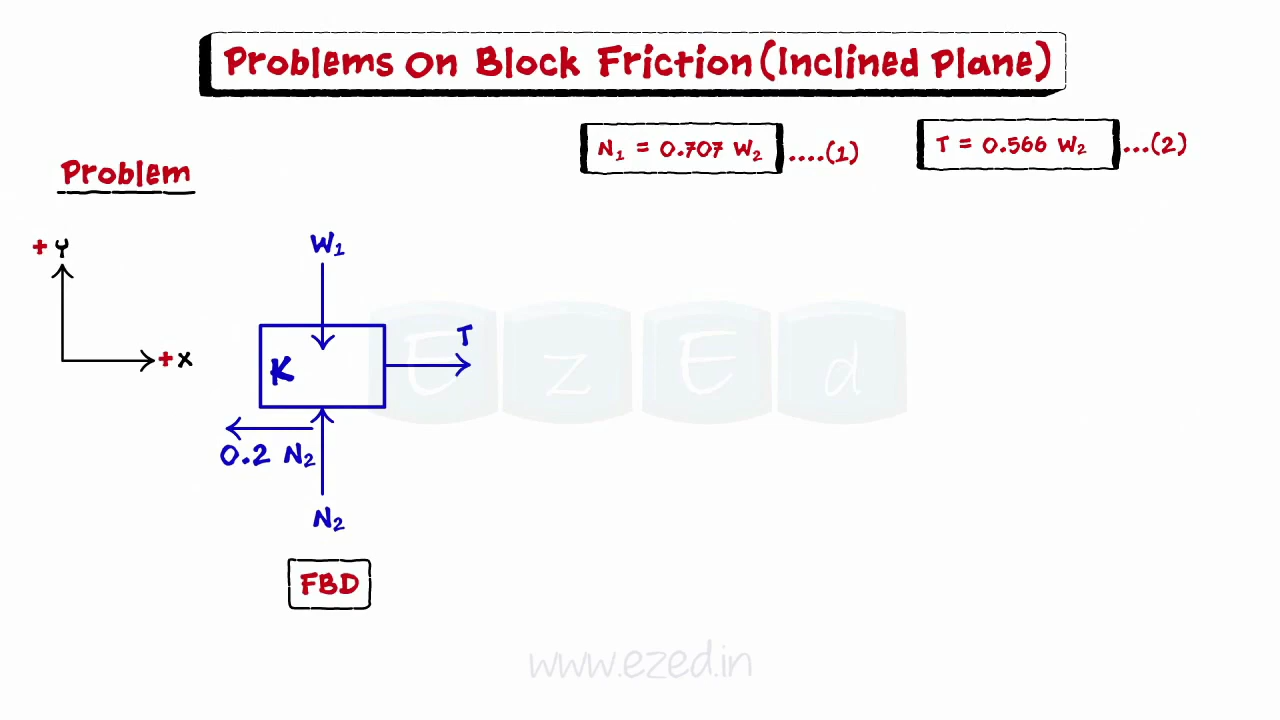 Problems On Block Friction (Inclined Plane)
N₁ = 0.707 W₂ ....(1)
T = 0.566 W₂ ...(2)
Problem
+ Y
W₁
T
+ X
K
0.2 N₂
N₂
FBD
EzEd
www.ezed.in